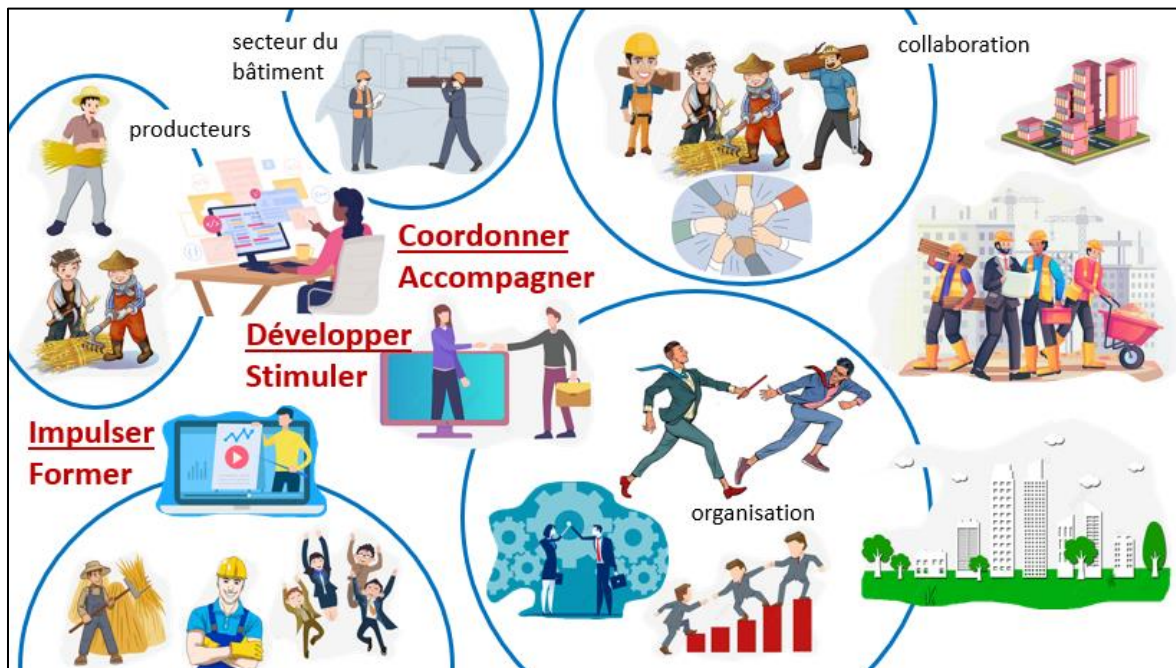 secteur du
bâtiment
collaboration
producteurs
Coordonner
Accompagner
Développer
Stimuler
Impulser
Former
organisation